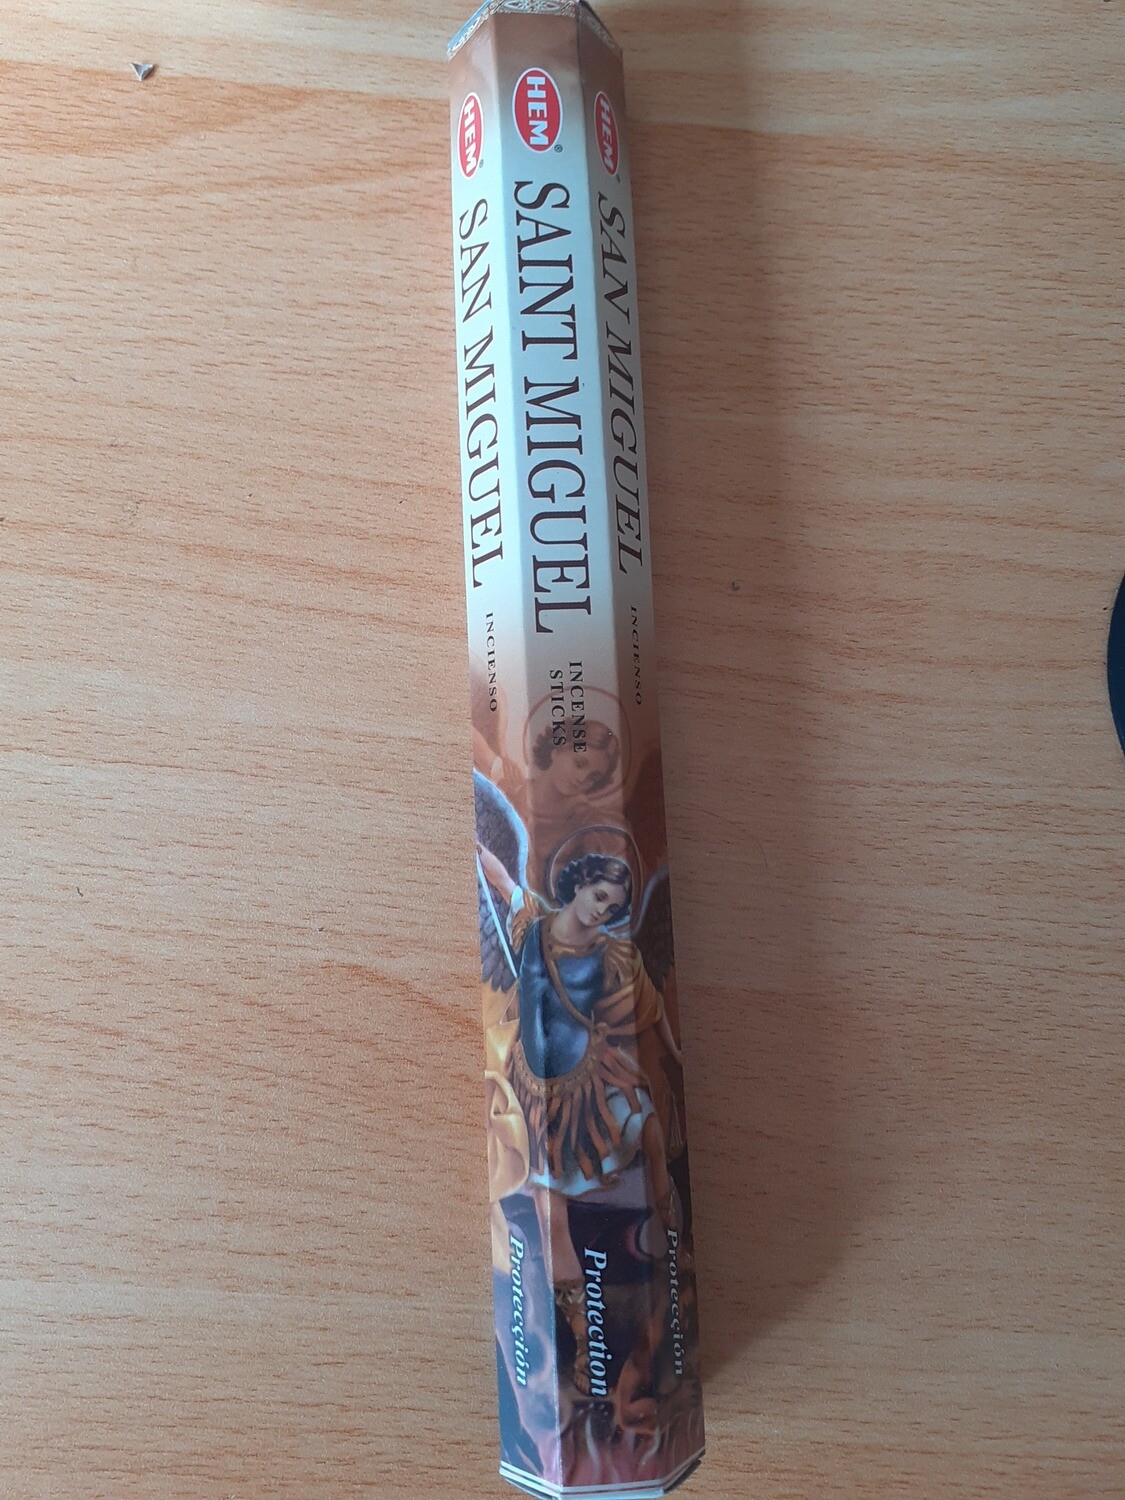 HEM
SAN MIGUEL
INCIENSO
Protección
HEM®
SAINT MIGUEL
INCENSE
STICKS
Protection
HEM
SAN MIGUEL
INCIENSO
Protección